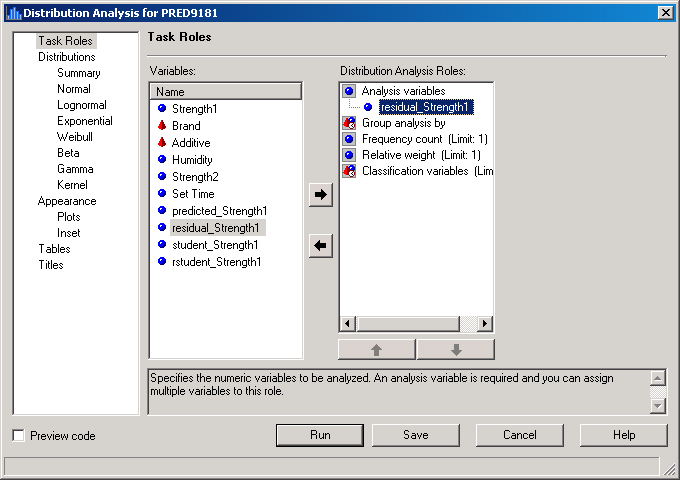 Distribution Analysis for PRED9181
Task Roles
Distributions
Summary
Normal
Lognormal
Exponential
Weibull
Beta
Gamma
Kernel
Appearance
Plots
Inset
Tables
Titles
Task Roles
Variables:
Name
Strength1
Brand
Additive
Humidity
Strength2
Set Time
predicted_Strength1
residual_Strength1
student_Strength1
rstudent_Strength1
Distribution Analysis Roles:
Analysis variables
residual_Strength1
Group analysis by
Frequency count (Limit: 1)
Relative weight (Limit: 1)
Classification variables (Lim
Specifies the numeric variables to be analyzed. An analysis variable is required and you can assign
multiple variables to this role.
Preview code
Run
Save
Cancel
Help